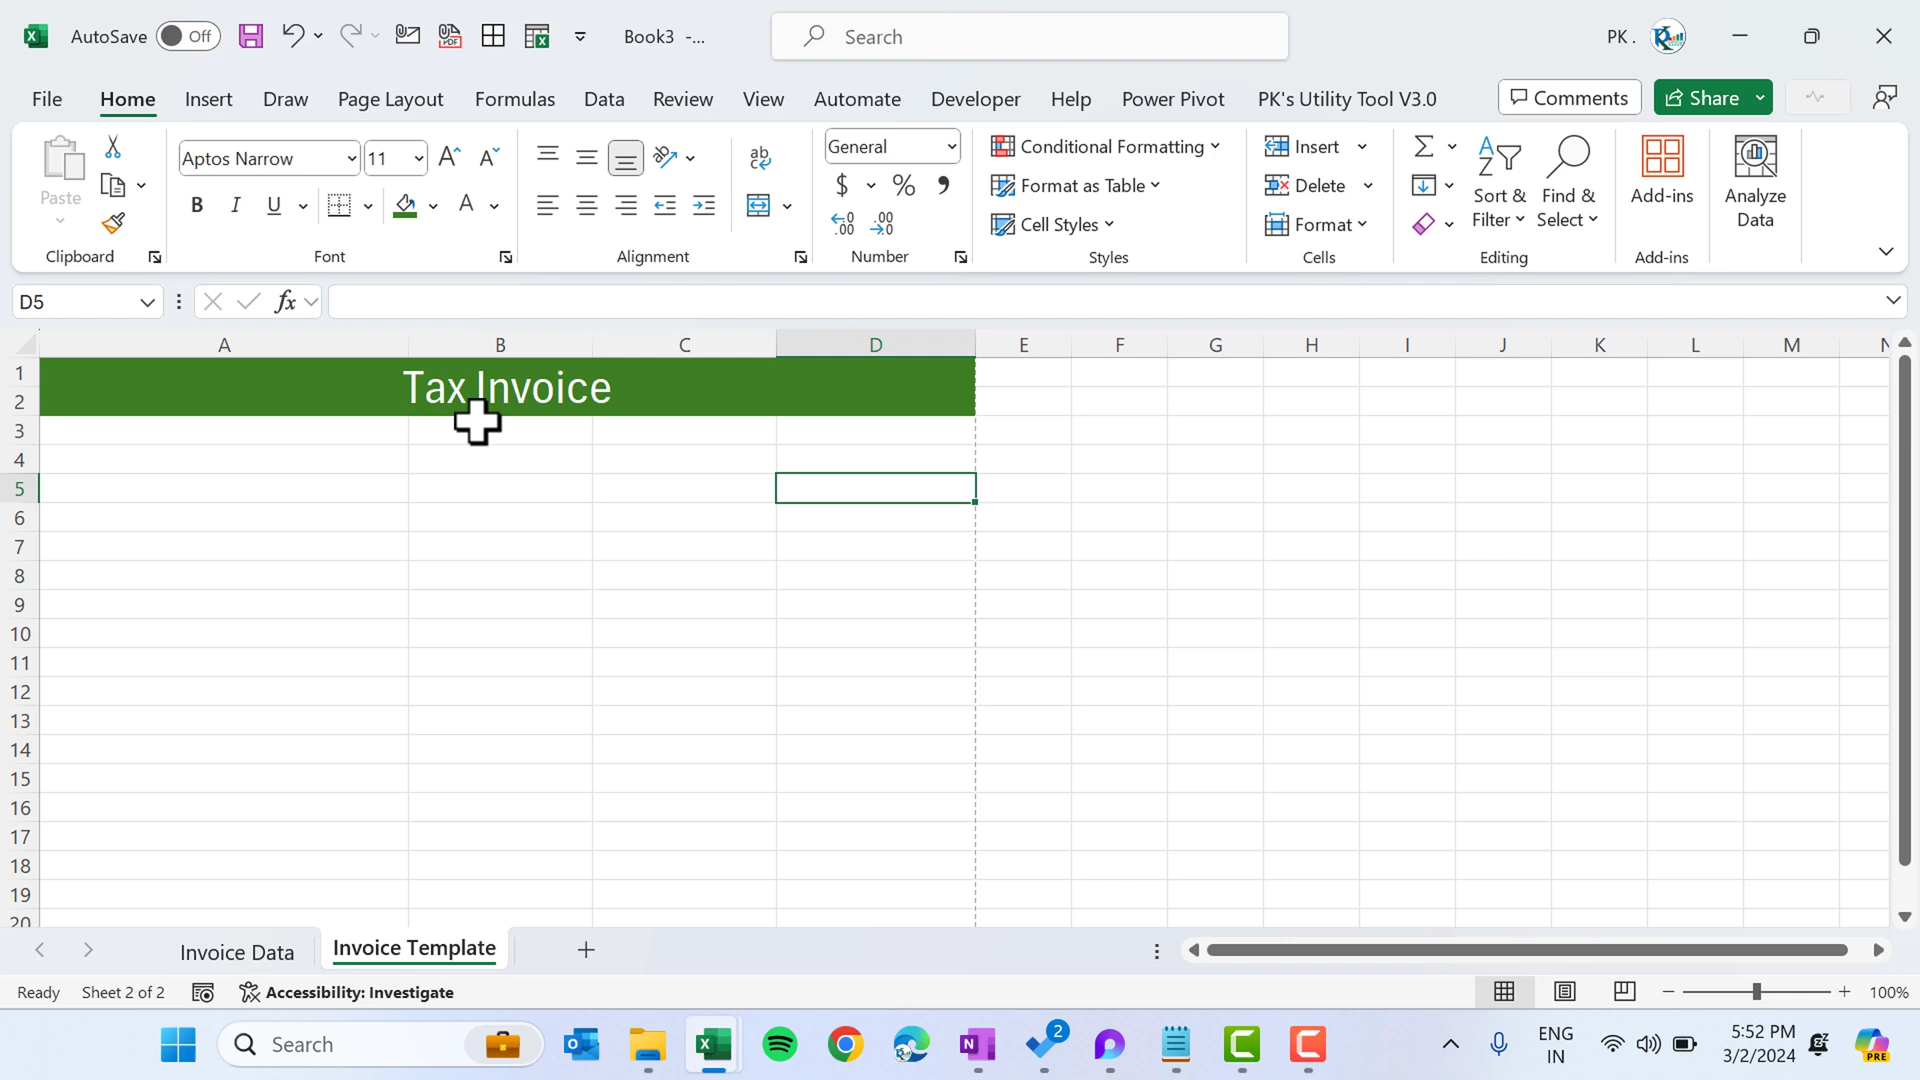 AutoSave Off Book3 -... Search PK .
File Home Insert Draw Page Layout Formulas Data Review View Automate Developer Help Power Pivot PK's Utility Tool V3.0 Comments Share
Paste Aptos Narrow 11 General Conditional Formatting Insert Sort & Filter Find & Select Add-ins Analyze Data
Format as Table Delete
Cell Styles Format
Clipboard Font Alignment Number Styles Cells Editing Add-ins
D5 fx
A B C D E F G H I J K L M N
1 Tax Invoice
2
3
4
5
6
7
8
9
10
11
12
13
14
15
16
17
18
19
20
Invoice Data Invoice Template
Ready Sheet 2 of 2 Accessibility: Investigate 100%
Search 2 ENG IN 5:52 PM 3/2/2024 PRE